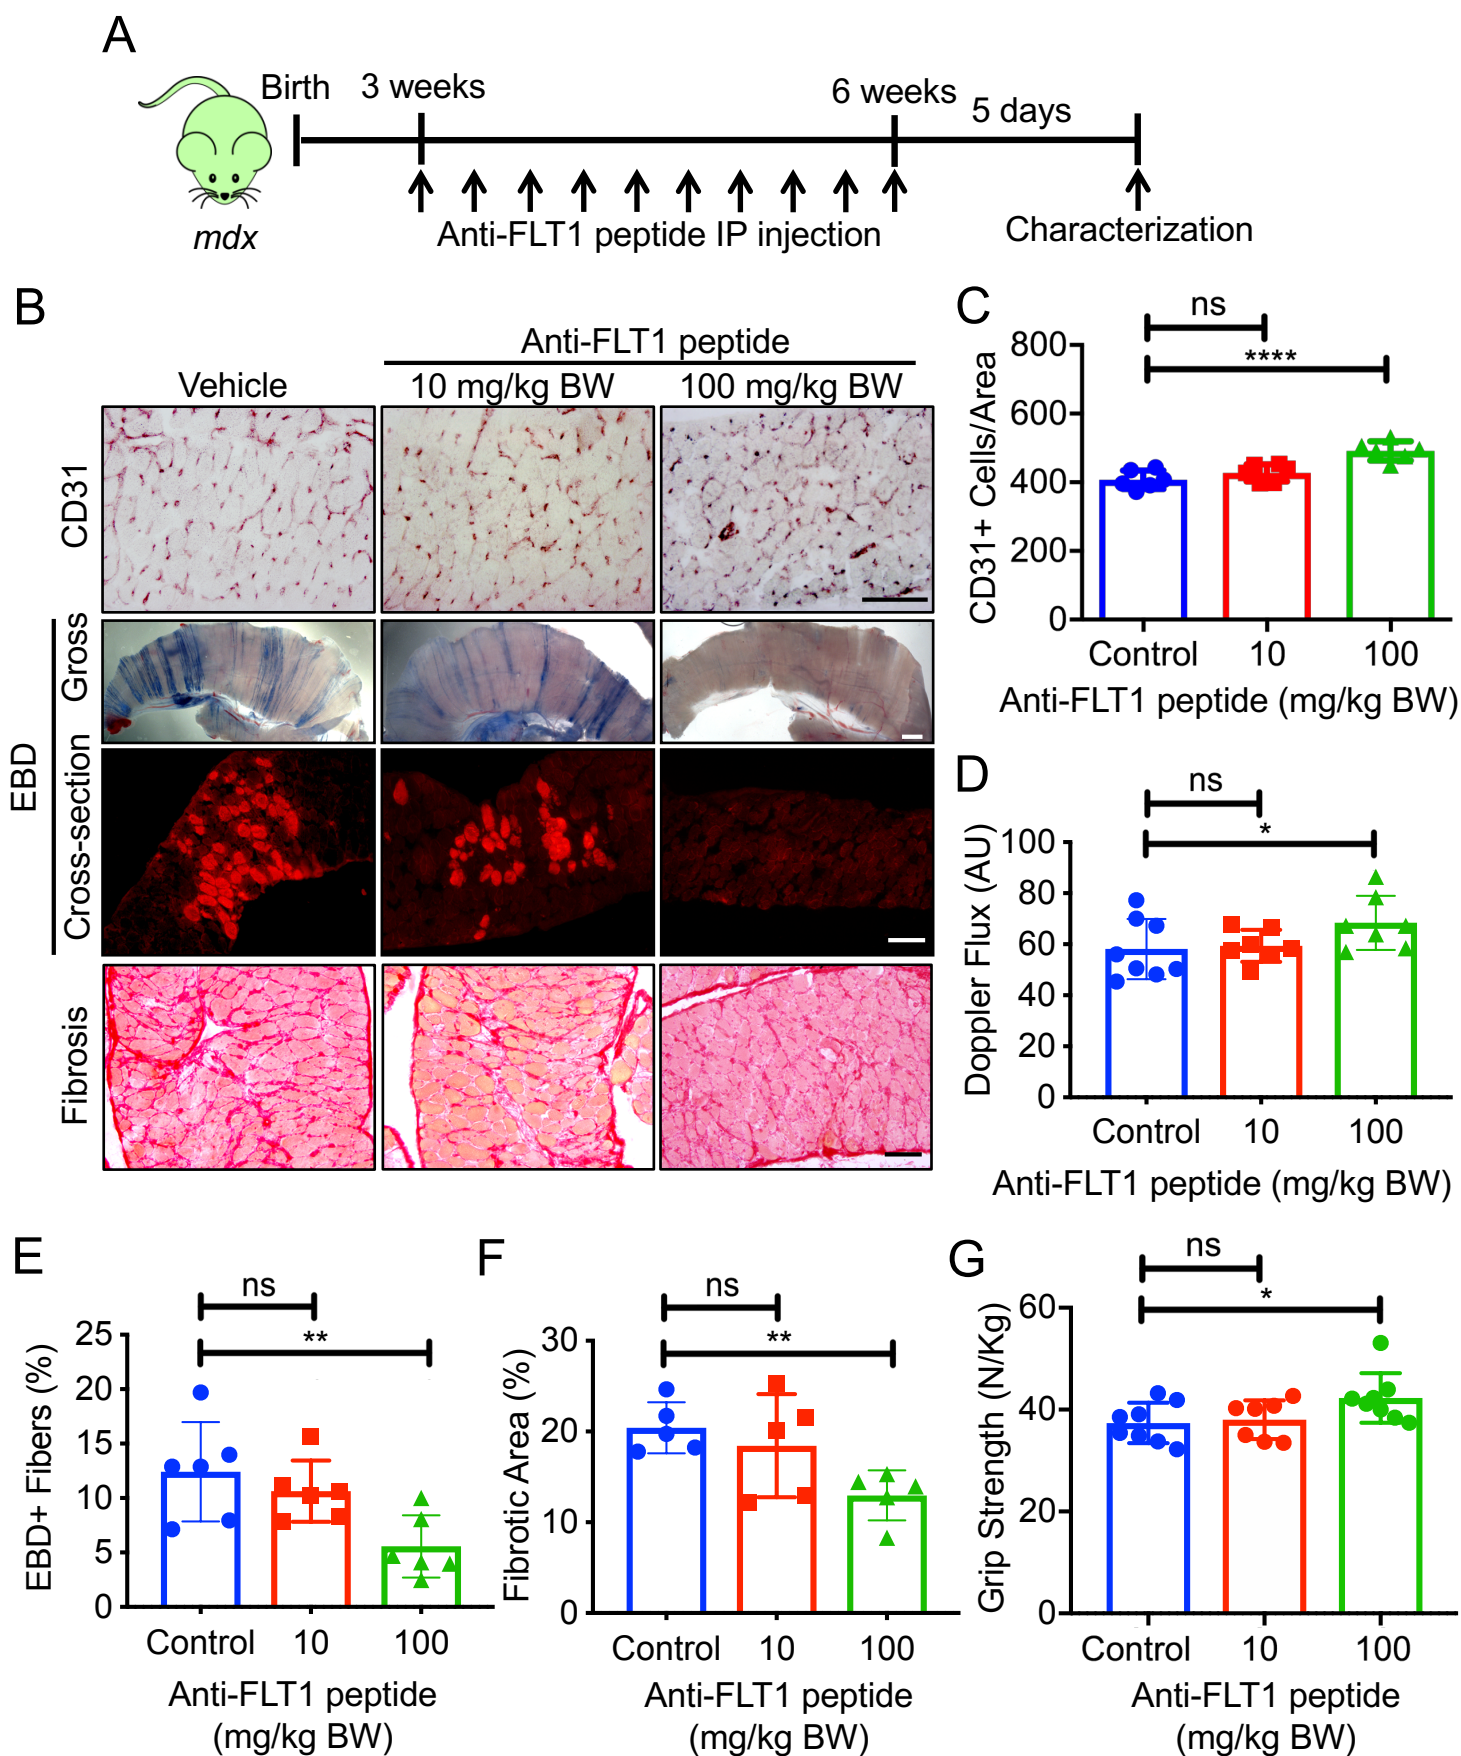 A
Birth
3 weeks
6 weeks
5 days
mdx
Anti-FLT1 peptide IP injection
Characterization
B
Anti-FLT1 peptide
Vehicle
10 mg/kg BW
100 mg/kg BW
CD31
EBD
Gross
Cross-section
Fibrosis
C
ns
****
CD31+ Cells/Area
800
600
400
200
0
Control
10
100
Anti-FLT1 peptide (mg/kg BW)
D
ns
*
Doppler Flux (AU)
100
80
60
40
20
0
Control
10
100
Anti-FLT1 peptide (mg/kg BW)
E
ns
**
EBD+ Fibers (%)
25
20
15
10
5
0
Control
10
100
Anti-FLT1 peptide
(mg/kg BW)
F
ns
**
Fibrotic Area (%)
30
20
10
0
Control
10
100
Anti-FLT1 peptide
(mg/kg BW)
G
ns
*
Grip Strength (N/Kg)
60
40
20
0
Control
10
100
Anti-FLT1 peptide
(mg/kg BW)